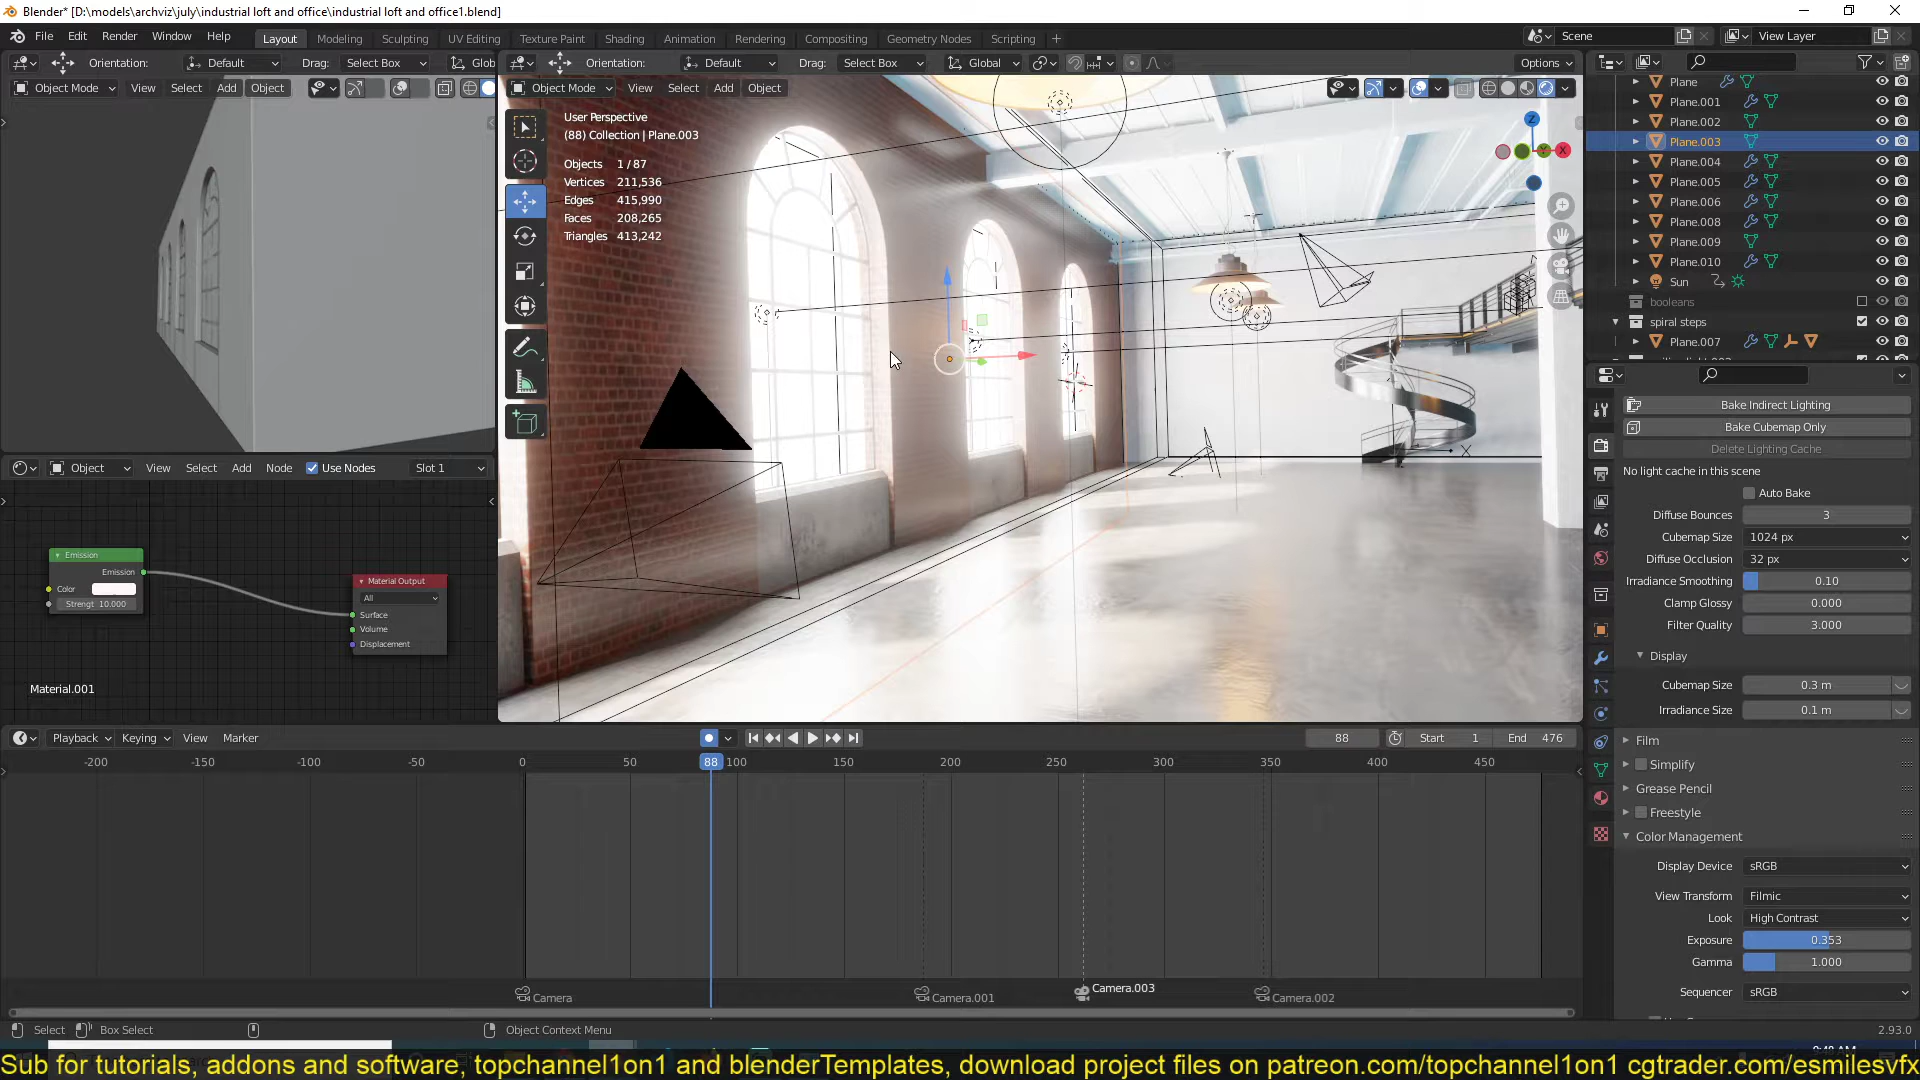 Blender* [D:\models\archviz\july\industrial loft and office\industrial loft and office1.blend]
File Edit Render Window Help Layout Modeling Sculpting UV Editing Texture Paint Shading Animation Rendering Compositing Geometry Nodes Scripting + Scene View Layer
Orientation: Default Drag: Select Box Glob
Orientation: Default Drag: Select Box Global Options
Object Mode View Select Add Object
Object Mode View Select Add Object
User Perspective
(88) Collection | Plane.003
Objects 1 / 87
Vertices 211,536
Edges 415,990
Faces 208,265
Triangles 413,242
Z
Y
X
Plane
Plane.001
Plane.002
Plane.003
Plane.004
Plane.005
Plane.006
Plane.008
Plane.009
Plane.010
Sun
booleans
spiral steps
Plane.007
Bake Indirect Lighting
Bake Cubemap Only
Delete Lighting Cache
No light cache in this scene
Auto Bake
Diffuse Bounces 3
Cubemap Size 1024 px
Diffuse Occlusion 32 px
Irradiance Smoothing 0.10
Clamp Glossy 0.000
Filter Quality 3.000
Display
Cubemap Size 0.3 m
Irradiance Size 0.1 m
Film
Simplify
Grease Pencil
Freestyle
Color Management
Display Device sRGB
View Transform Filmic
Look High Contrast
Exposure 0.353
Gamma 1.000
Sequencer sRGB
Object View Select Add Node Use Nodes Slot 1
Emission
Emission
Color
Strengt 10.000
Material Output
All
Surface
Volume
Displacement
Material.001
Playback Keying View Marker 88 Start 1 End 476
-200 -150 -100 -50 0 50 88 100 150 200 250 300 350 400 450
Camera Camera.001 Camera.003 Camera.002
Select Box Select Object Context Menu 2.93.0
Sub for tutorials, addons and software, topchannel1on1 and blenderTemplates, download project files on patreon.com/topchannel1on1 cgtrader.com/esmilesvfx